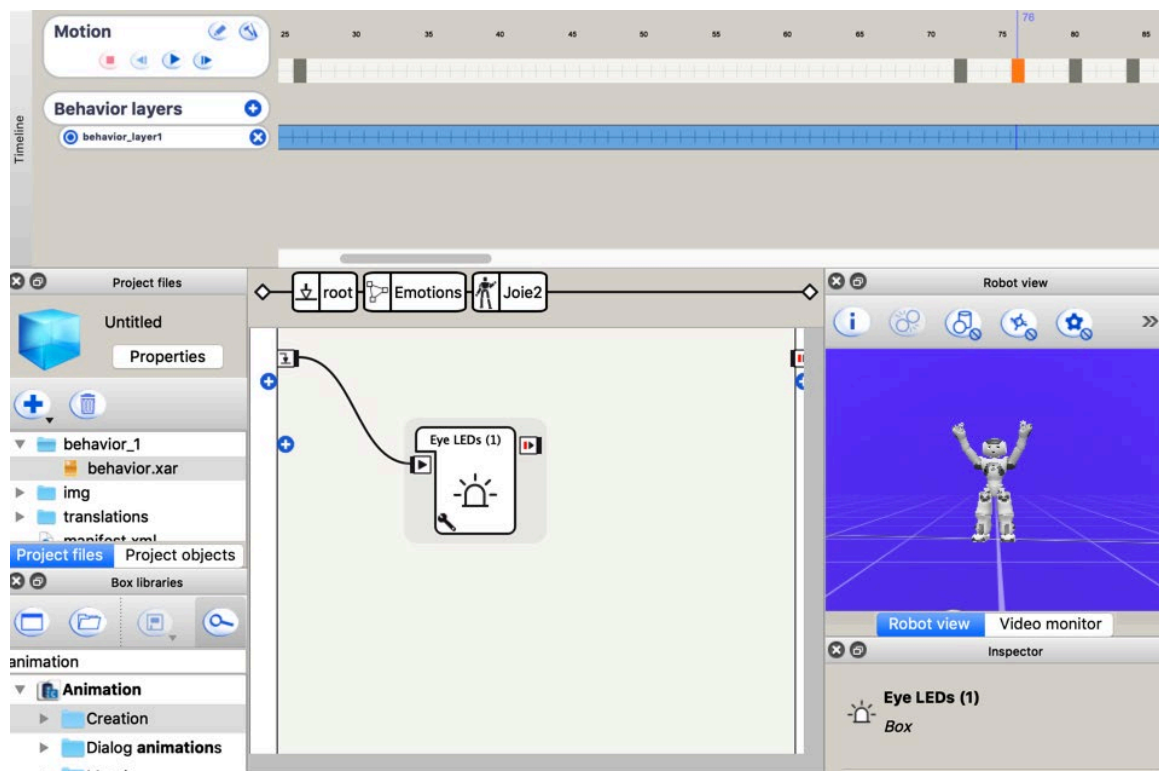 76
Motion
25 30 35 40 45 50 55 60 65 70 75 80 85
Behavior layers
behavior_layer1
Timeline
Project files
Untitled
Properties
behavior_1
behavior.xar
img
translations
manifest.xml
Project files Project objects
Box libraries
animation
Animation
Creation
Dialog animations
root Emotions Joie2
Eye LEDs (1)
Robot view
i
»
Robot view Video monitor
Inspector
Eye LEDs (1)
Box